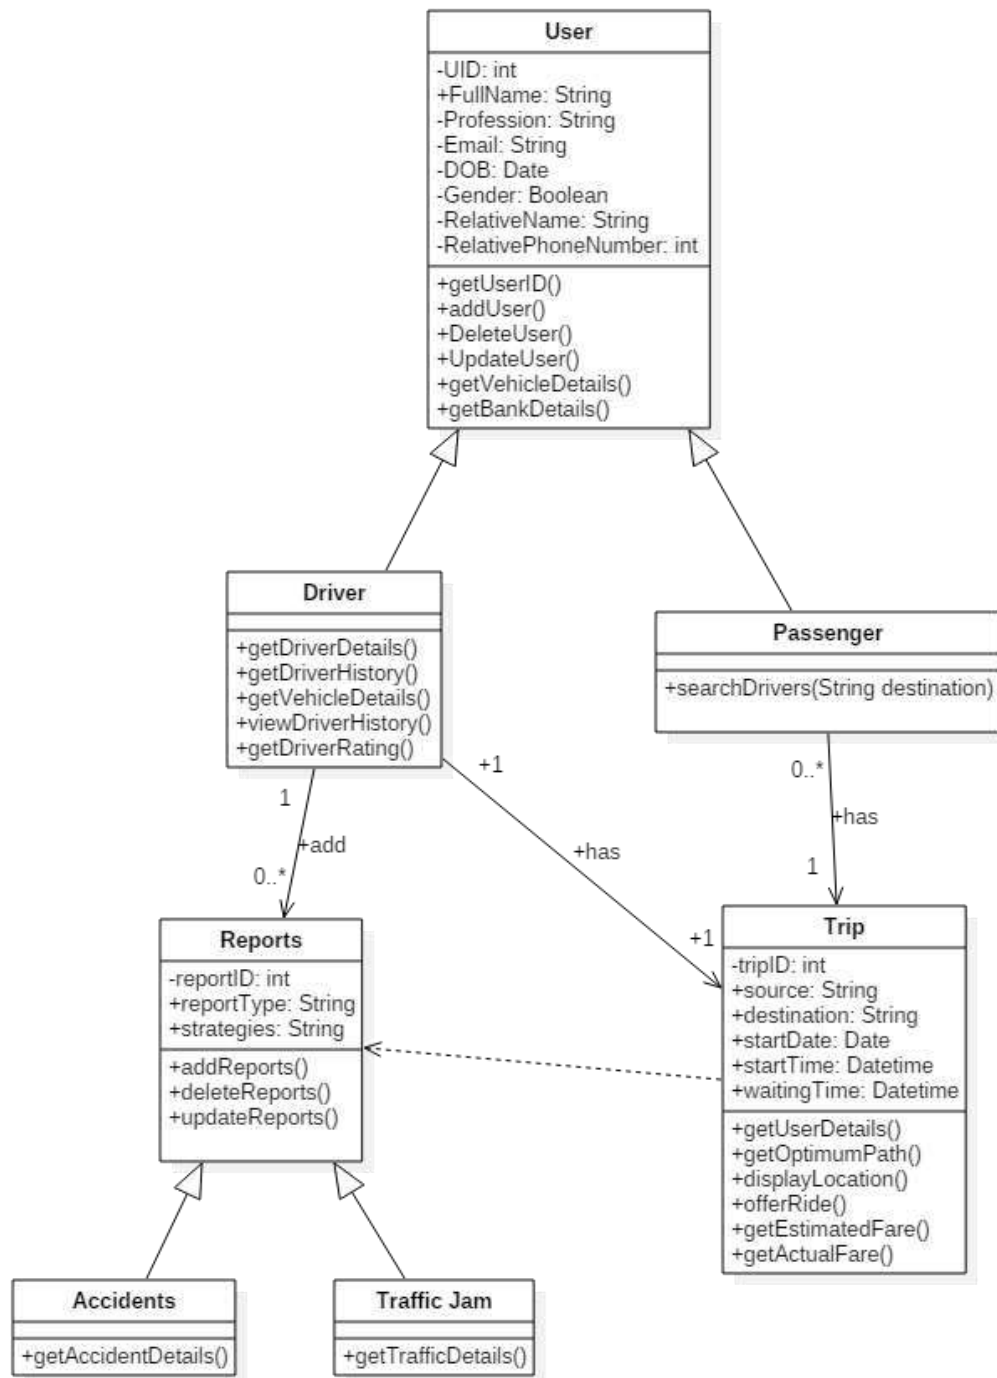 User
-UID: int
+FullName: String
-Profession: String
-Email: String
-DOB: Date
-Gender: Boolean
-RelativeName: String
-RelativePhoneNumber: int
+getUserID()
+addUser()
+DeleteUser()
+UpdateUser()
+getVehicleDetails()
+getBankDetails()
Driver
+getDriverDetails()
+getDriverHistory()
+getVehicleDetails()
+viewDriverHistory()
+getDriverRating()
Passenger
+searchDrivers(String destination)
1
+add
0..*
+1
+has
+1
0..*
+has
1
Reports
-reportID: int
+reportType: String
+strategies: String
+addReports()
+deleteReports()
+updateReports()
Trip
-tripID: int
+source: String
+destination: String
+startDate: Date
+startTime: Datetime
+waitingTime: Datetime
+getUserDetails()
+getOptimumPath()
+displayLocation()
+offerRide()
+getEstimatedFare()
+getActualFare()
Accidents
+getAccidentDetails()
Traffic Jam
+getTrafficDetails()